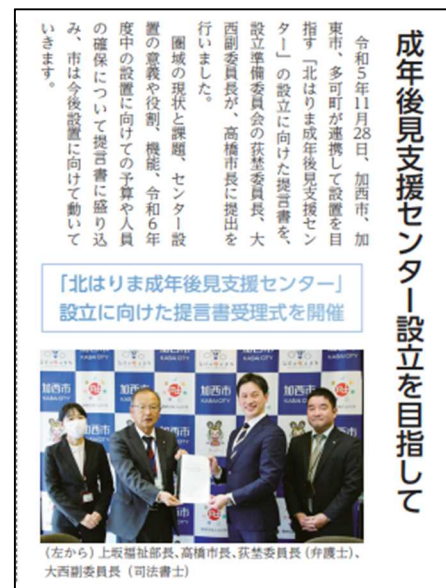 成年後見支援センター設立を目指して
令和5年11月28日、加西市、加
東市、多可町が連携して設置を目
指す「北はりま成年後見支援セン
ター」の設立に向けた提言書を、
設立準備委員会の荻埜委員長、大
西副委員長が、高橋市長に提出を
行いました。
圏域の現状と課題、センター設
置の意義や役割、機能、令和6年
度中の設置に向けての予算や人員
の確保について提言書に盛り込
み、市は今後設置に向けて動いて
いきます。
「北はりま成年後見支援センター」
設立に向けた提言書受理式を開催
加西市
KASAI CITY
加西市
KASAI CITY
加西市
KASAI CITY
(左から) 上坂福祉部長、高橋市長、荻埜委員長 (弁護士)、
大西副委員長 (司法書士)